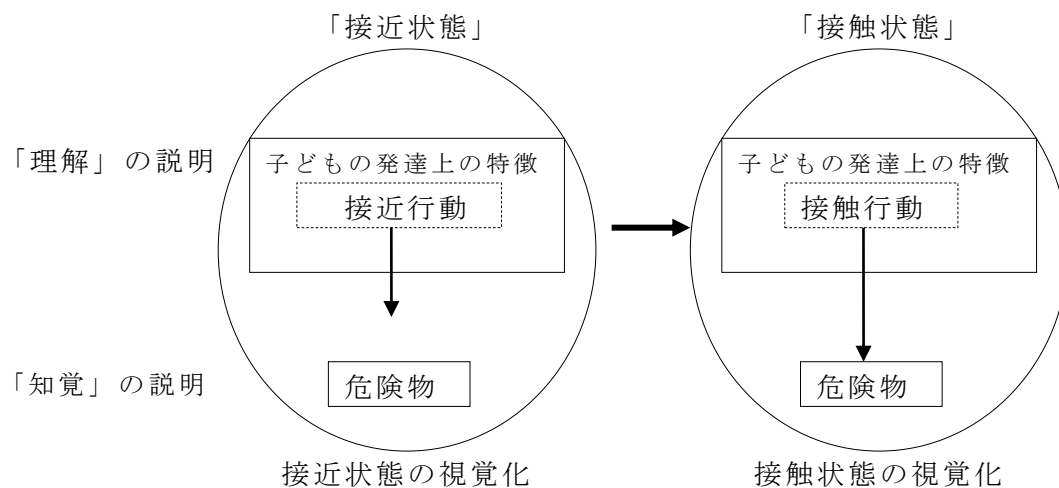 「接近状態」
「接触状態」
「理解」の説明
子どもの発達上の特徴
接近行動
子どもの発達上の特徴
接触行動
「知覚」の説明
危険物
危険物
接近状態の視覚化
接触状態の視覚化